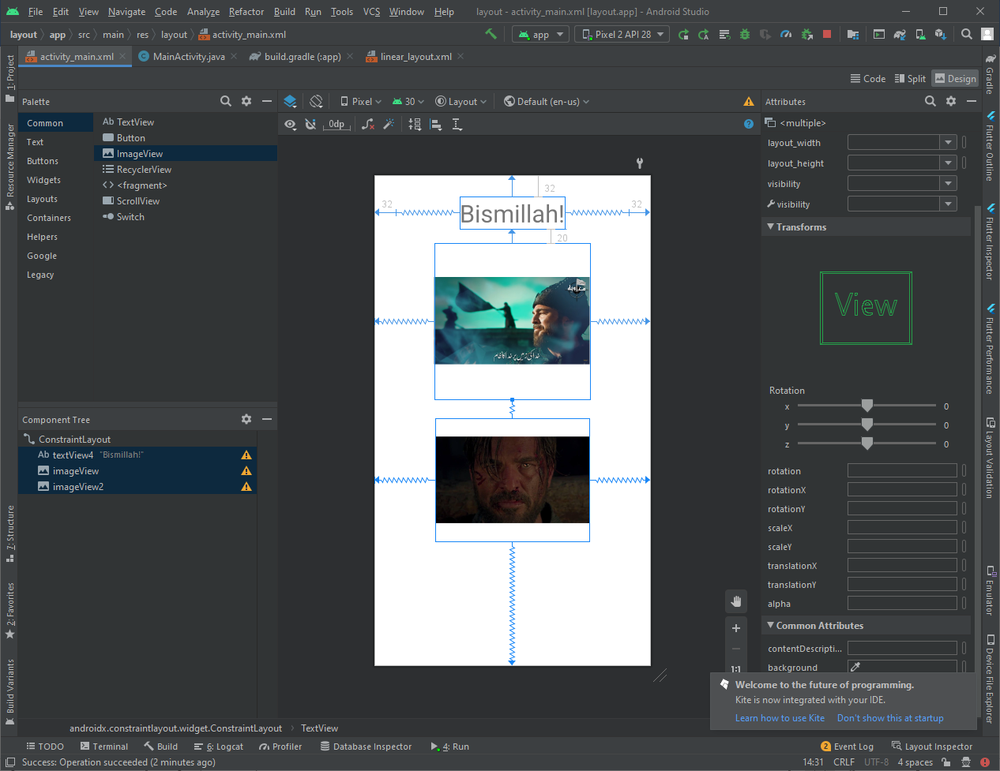 File Edit View Navigate Code Analyze Refactor Build Run Tools VCS Window Help layout - activity_main.xml [layout.app] - Android Studio
layout app src main res layout activity_main.xml app Pixel 2 API 28
activity_main.xml MainActivity.java build.gradle (:app) linear_layout.xml
Code Split Design
Palette
Pixel 30 Layout Default (en-us)
Attributes
0dp
Common
Text
Buttons
Widgets
Layouts
Containers
Helpers
Google
Legacy
Ab TextView
Button
ImageView
RecyclerView
<fragment>
ScrollView
Switch
Component Tree
ConstraintLayout
Ab textView4 "Bismillah!"
imageView
imageView2
32
32 32
Bismillah!
20
خدا کی زمیں پر خدا کا نظام
<multiple>
layout_width
layout_height
visibility
visibility
Transforms
View
Rotation
x 0
y 0
z 0
rotation
rotationX
rotationY
scaleX
scaleY
translationX
translationY
alpha
Common Attributes
contentDescripti...
background
1:1
Welcome to the future of programming.
Kite is now integrated with your IDE.
Learn how to use Kite Don't show this at startup
1: Project
Resource Manager
7: Structure
2: Favorites
Build Variants
Gradle
Flutter Outline
Flutter Inspector
Flutter Performance
Layout Validation
Emulator
Device File Explorer
androidx.constraintlayout.widget.ConstraintLayout TextView
TODO Terminal Build 6: Logcat Profiler Database Inspector 4: Run 2 Event Log Layout Inspector
Success: Operation succeeded (2 minutes ago) 14:31 CRLF UTF-8 4 spaces